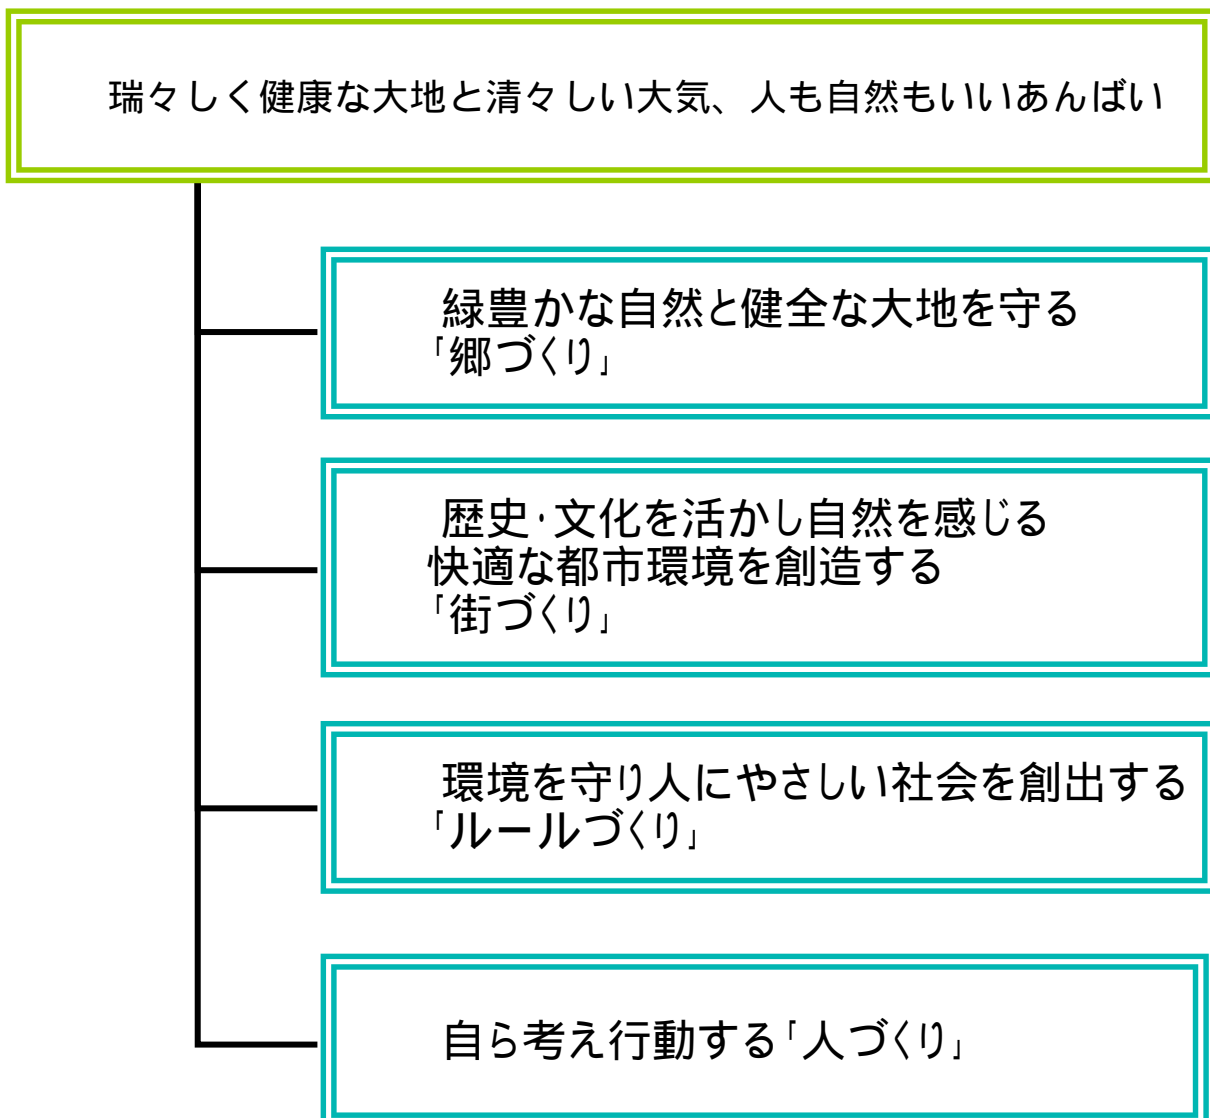 瑞々しく健康な大地と清々しい大気、人も自然もいいあんばい
緑豊かな自然と健全な大地を守る
「郷づくり」
歴史・文化を活かし自然を感じる
快適な都市環境を創造する
「街づくり」
環境を守り人にやさしい社会を創出する
「ルールづくり」
自ら考え行動する「人づくり」